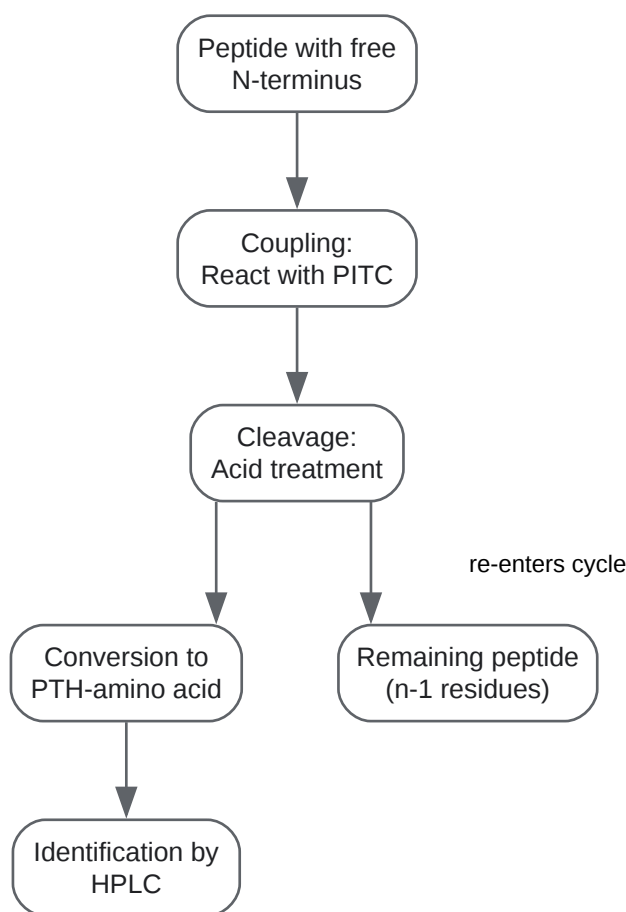 Peptide with free
N-terminus
Coupling:
React with PITC
Cleavage:
Acid treatment
re-enters cycle
Conversion to
PTH-amino acid
Remaining peptide
(n-1 residues)
Identification by
HPLC